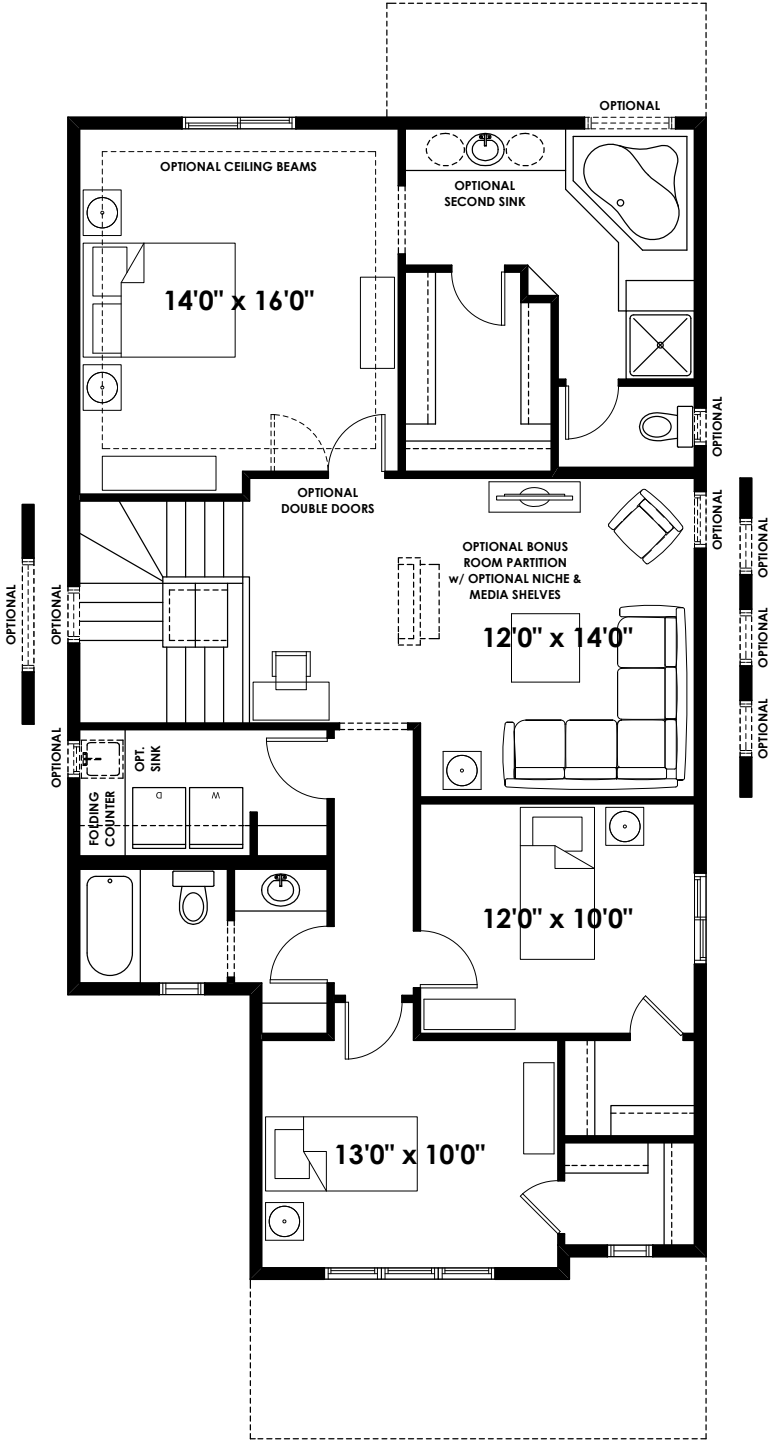 OPTIONAL
OPTIONAL CEILING BEAMS
OPTIONAL
SECOND SINK
14'0" x 16'0"
OPTIONAL
OPTIONAL
DOUBLE DOORS
OPTIONAL
OPTIONAL
OPTIONAL BONUS
ROOM PARTITION
w/ OPTIONAL NICHE &
MEDIA SHELVES
OPTIONAL
OPTIONAL
12'0" x 14'0"
OPTIONAL
OPTIONAL
OPTIONAL
OPT.
SINK
FOLDING
COUNTER
D
W
12'0" x 10'0"
13'0" x 10'0"